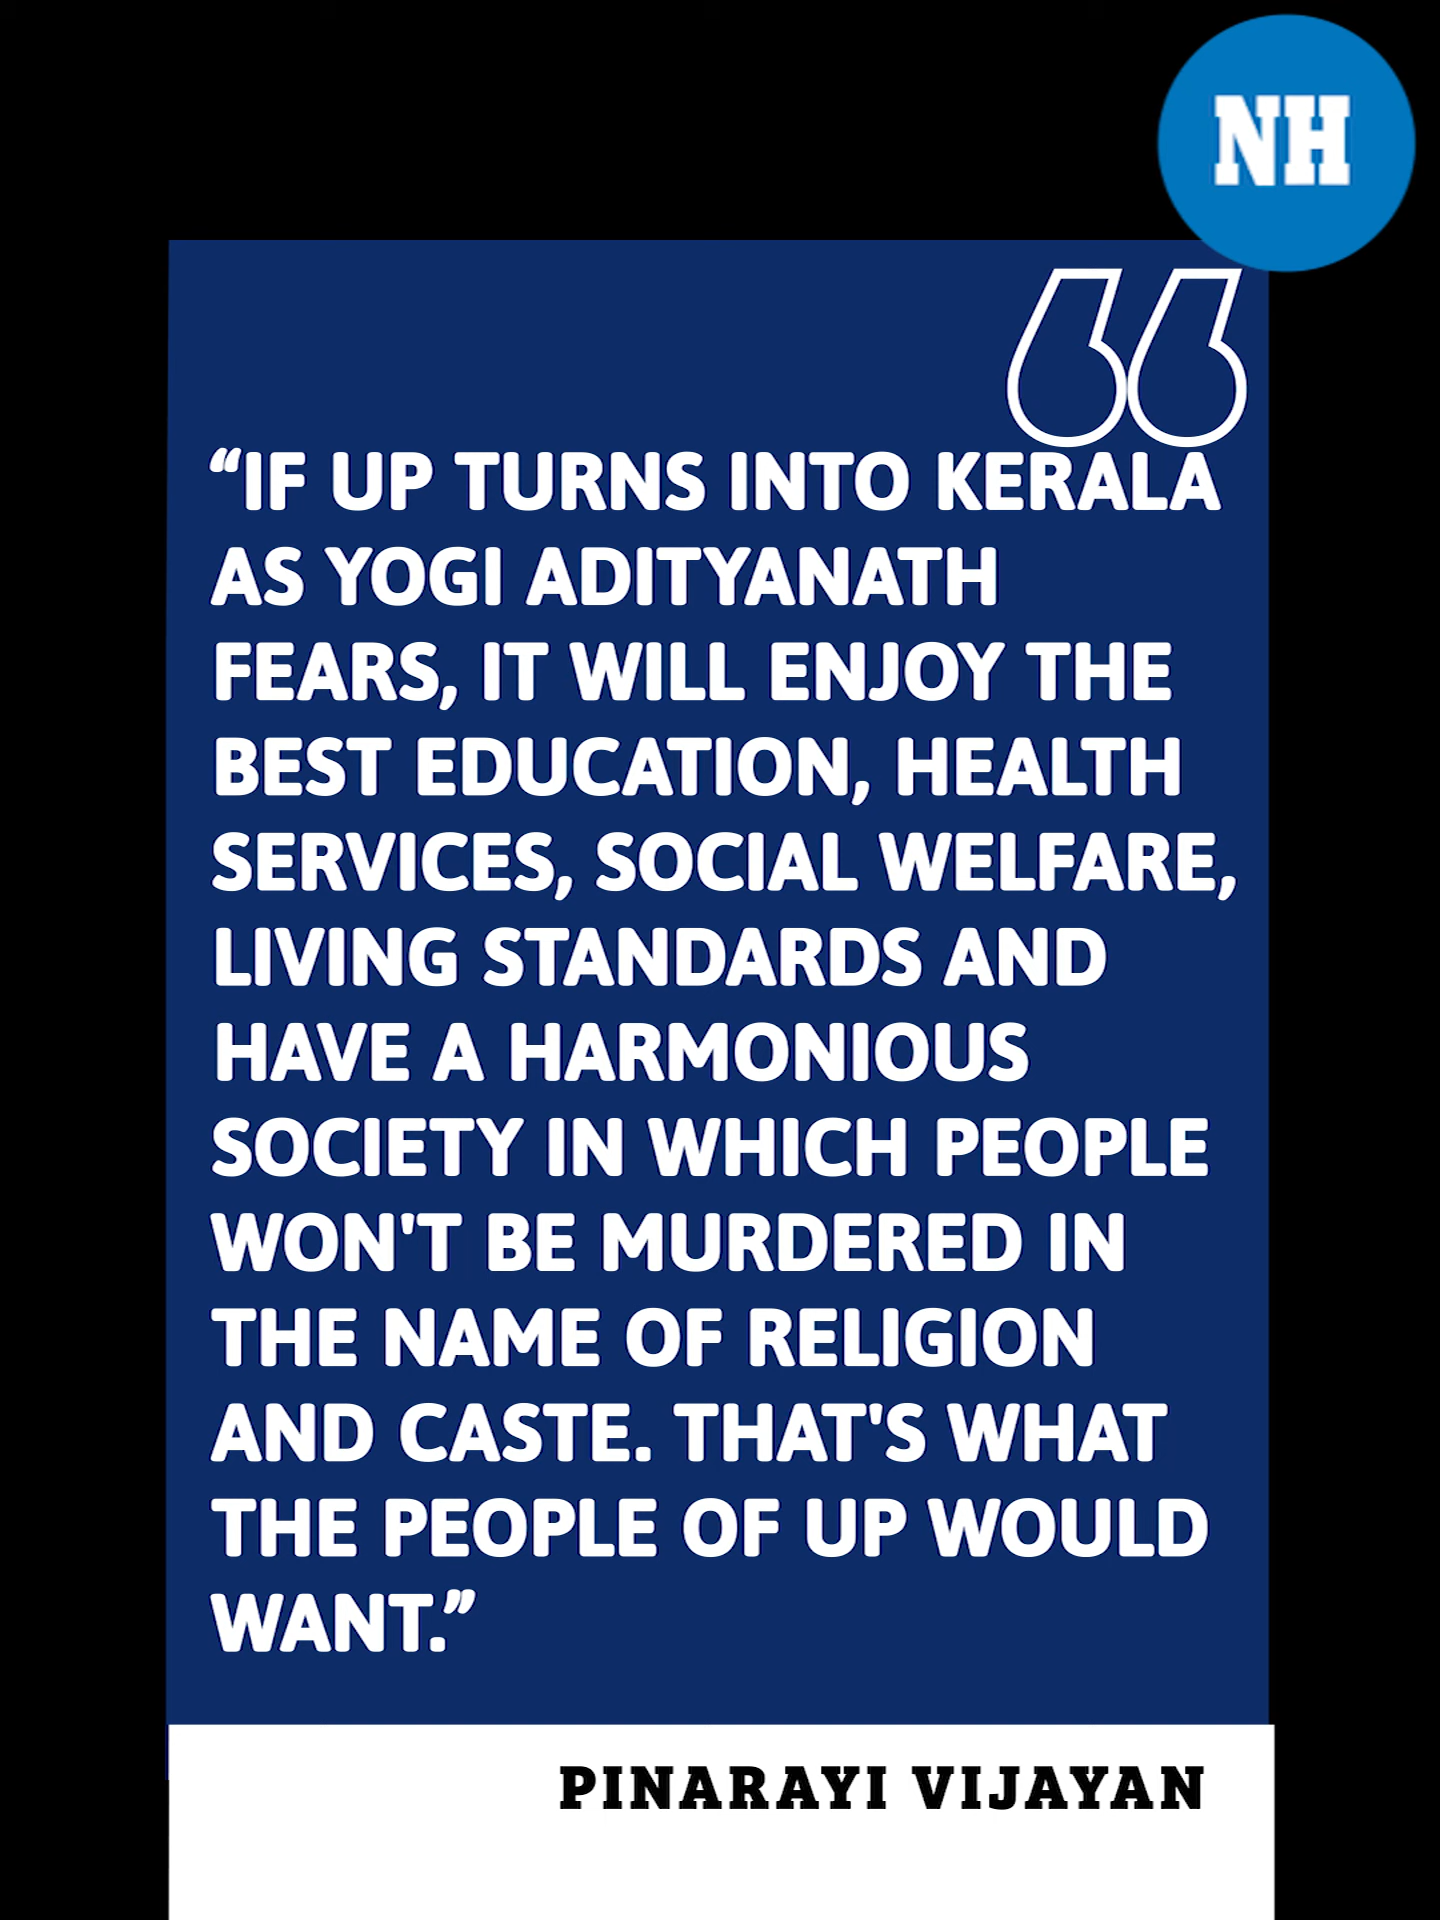 NH
“IF UP TURNS INTO KERALA
AS YOGI ADITYANATH
FEARS, IT WILL ENJOY THE
BEST EDUCATION, HEALTH
SERVICES, SOCIAL WELFARE,
LIVING STANDARDS AND
HAVE A HARMONIOUS
SOCIETY IN WHICH PEOPLE
WON'T BE MURDERED IN
THE NAME OF RELIGION
AND CASTE. THAT'S WHAT
THE PEOPLE OF UP WOULD
WANT.”
PINARAYI VIJAYAN